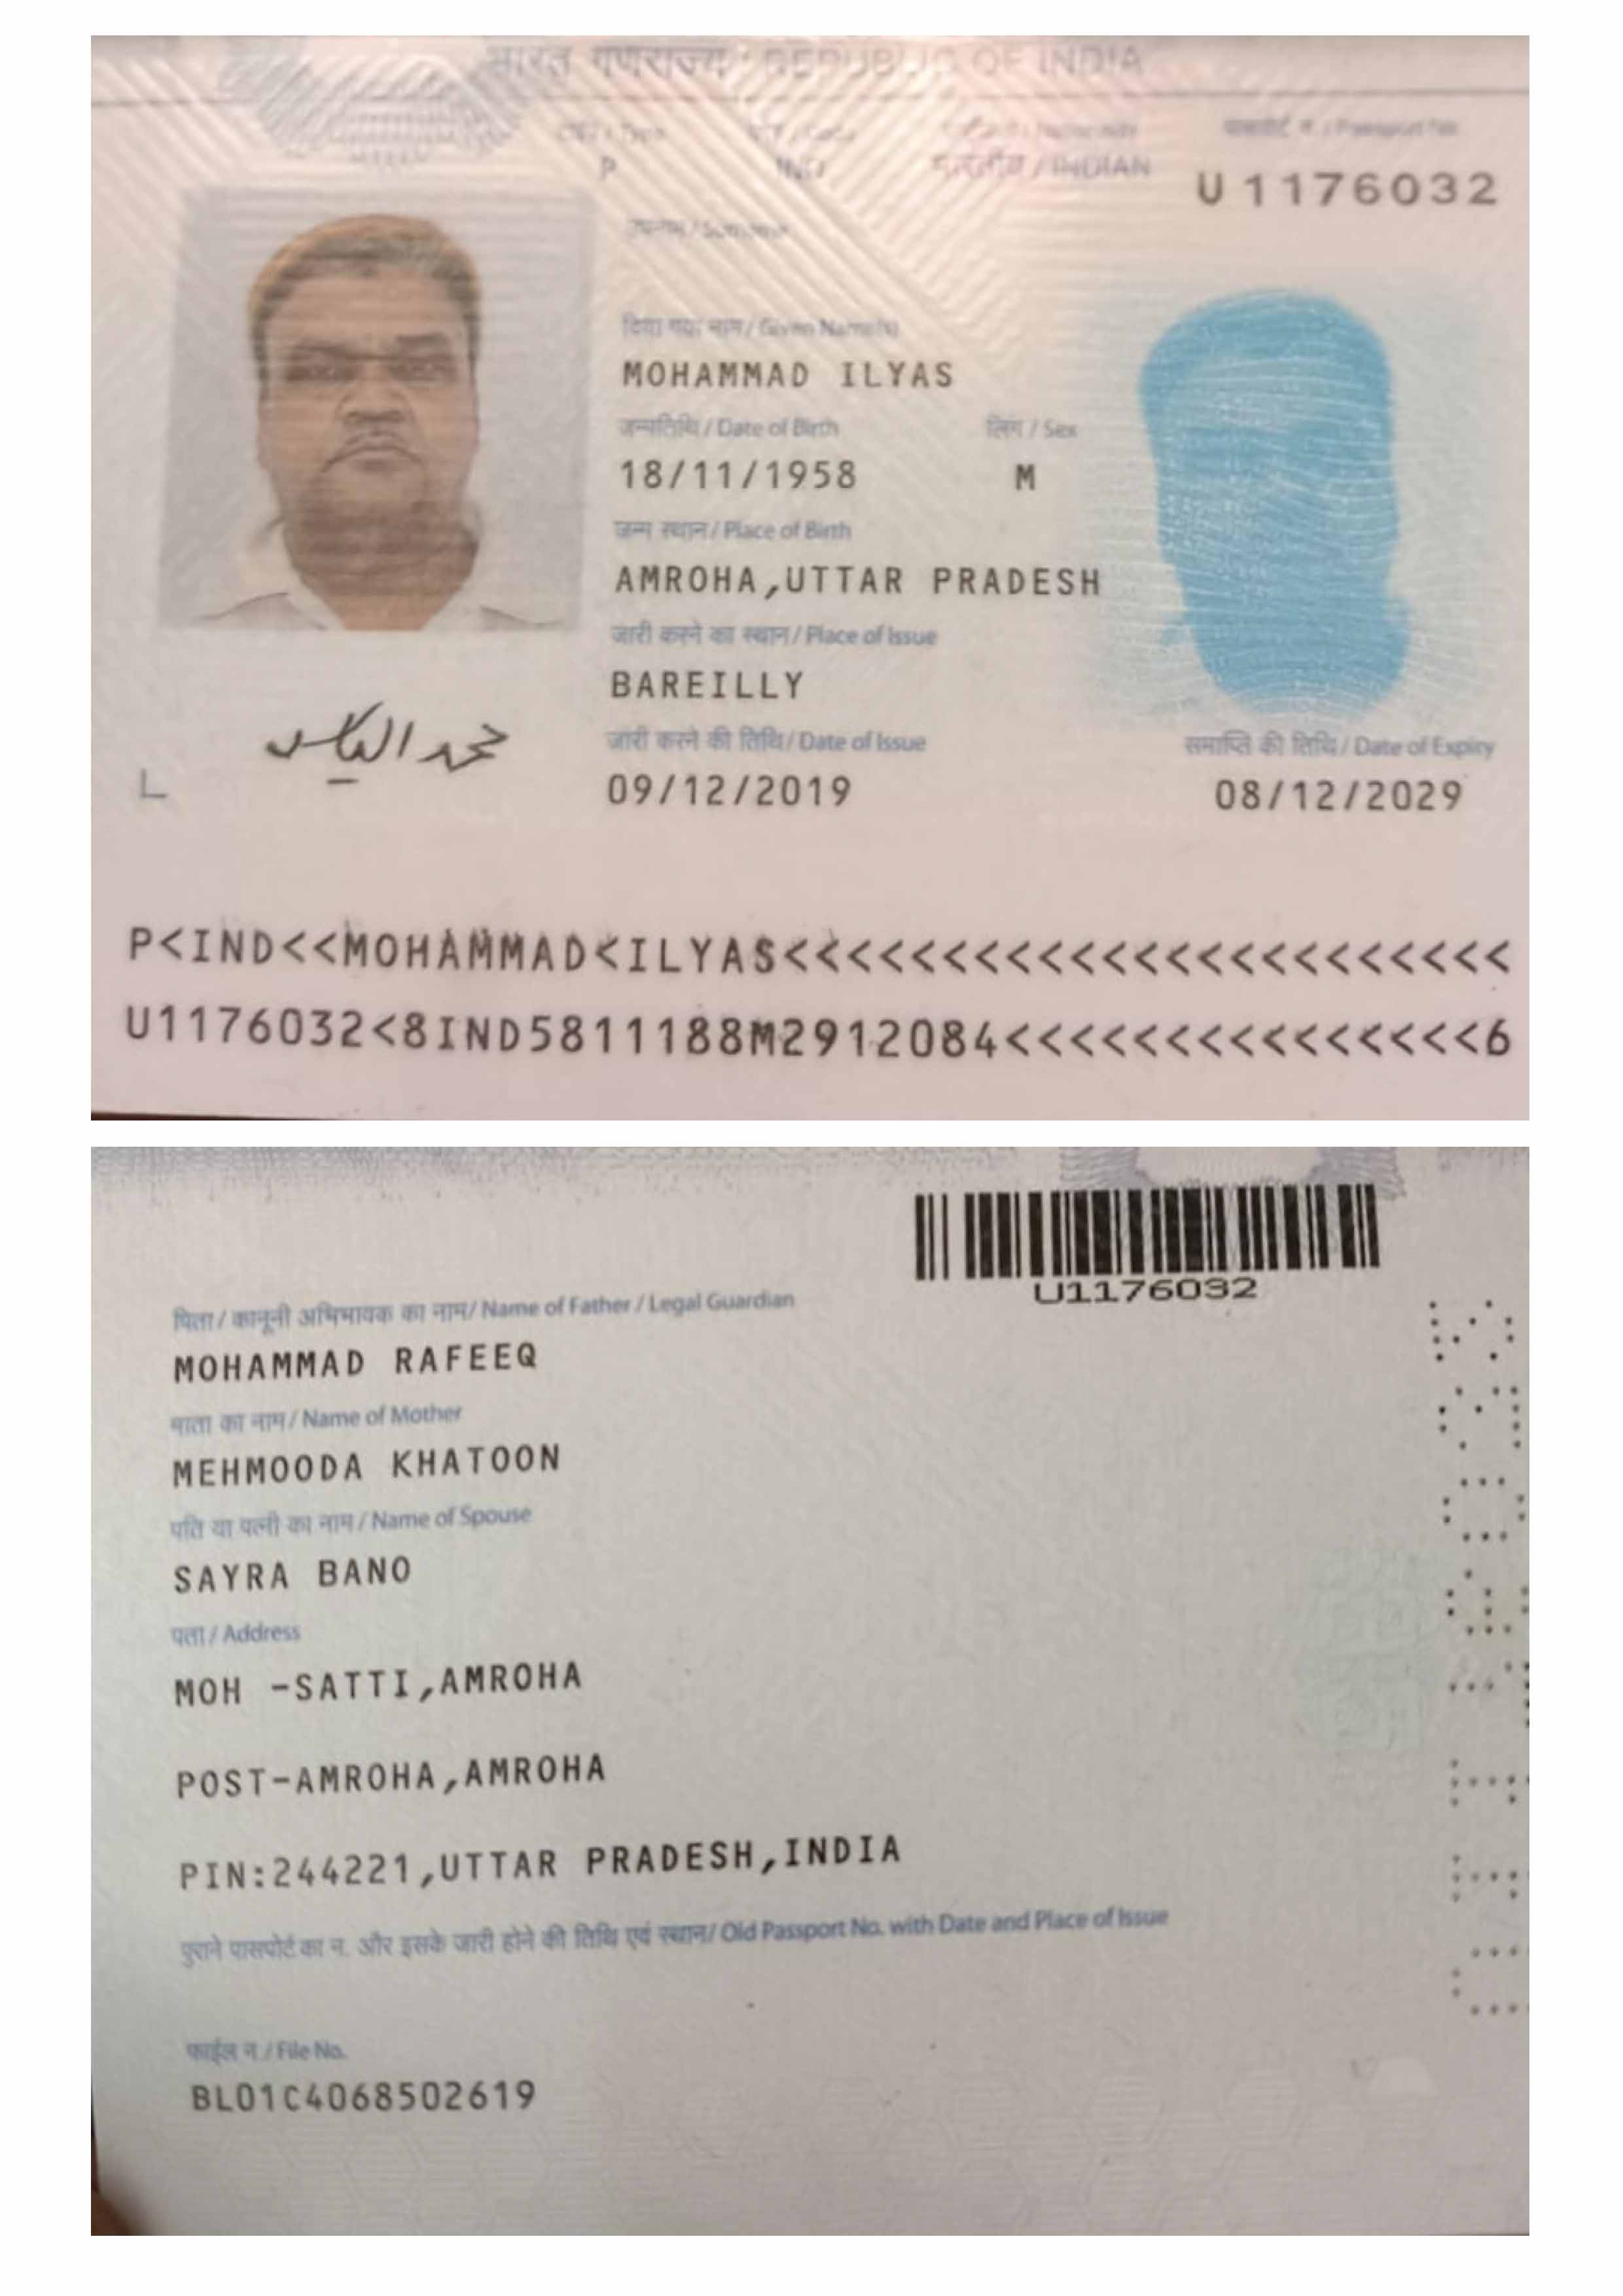 भारत गणराज्य REPUBLIC OF INDIA
टाइप / Type
कोड / Code
राष्ट्रीयता / Nationality
पासपोर्ट न. / Passport No.
P
IND
भारतीय / INDIAN
U 1176032
उपनाम / Surname
दिया गया नाम / Given Name(s)
MOHAMMAD ILYAS
जन्मतिथि / Date of Birth
लिंग / Sex
18/11/1958
M
जन्म स्थान / Place of Birth
AMROHA,UTTAR PRADESH
जारी करने का स्थान / Place of Issue
BAREILLY
محمد الیاس
जारी करने की तिथि / Date of Issue
समाप्ति की तिथि / Date of Expiry
09/12/2019
08/12/2029
P<IND<<MOHAMMAD<ILYAS<<<<<<<<<<<<<<<<<<<<<<<
U1176032<8IND5811188M2912084<<<<<<<<<<<<<<<6
U1176032
पिता / कानूनी अभिभावक का नाम / Name of Father / Legal Guardian
MOHAMMAD RAFEEQ
माता का नाम / Name of Mother
MEHMOODA KHATOON
पति या पत्नी का नाम / Name of Spouse
SAYRA BANO
पता / Address
MOH -SATTI,AMROHA
POST-AMROHA,AMROHA
PIN:244221,UTTAR PRADESH,INDIA
पुराने पासपोर्ट का न. और इसके जारी होने की तिथि एवं स्थान / Old Passport No. with Date and Place of Issue
फाईल न. / File No.
BL01C4068502619